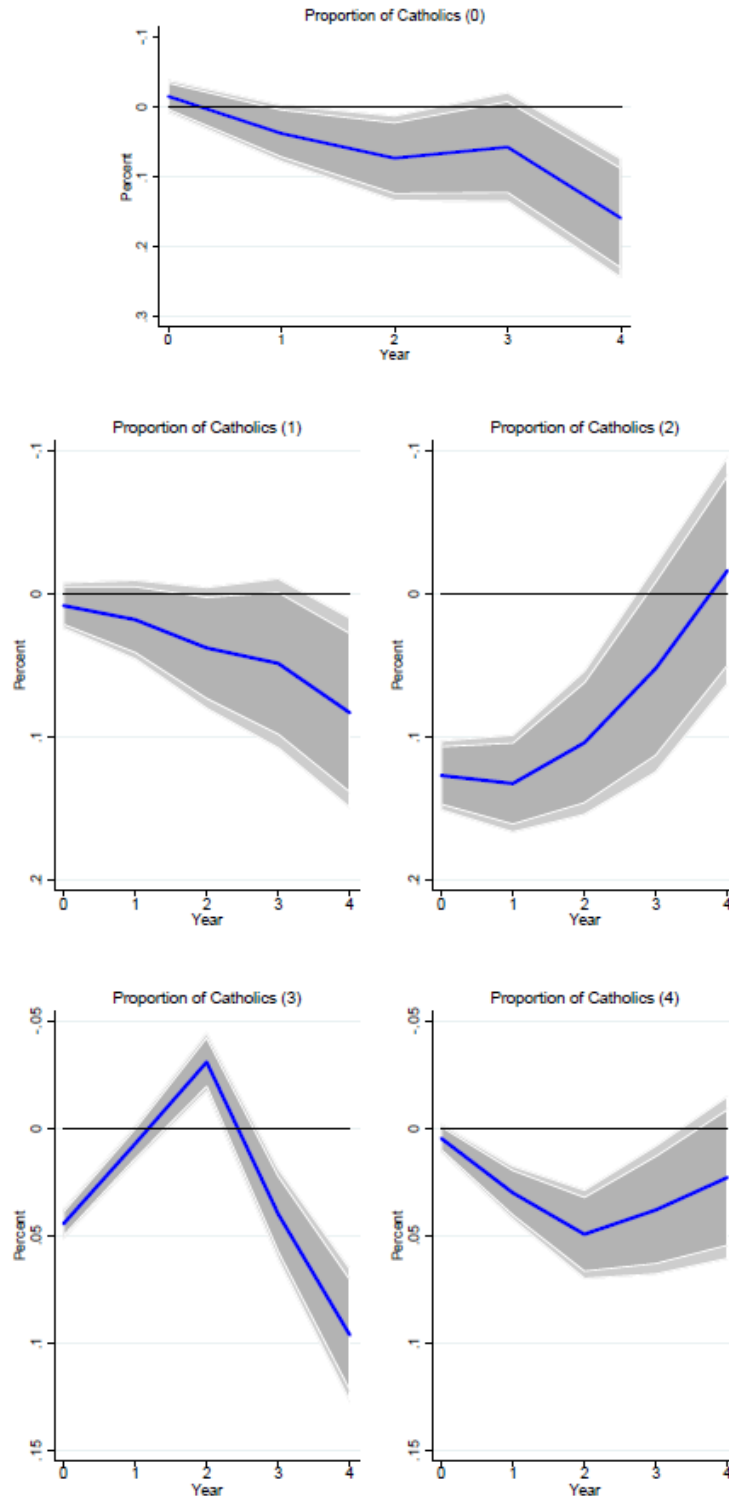 Proportion of Catholics (0)
-.1
0
.1
.2
.3
Percent
0 1 2 3 4
Year
Proportion of Catholics (1)
-.1
0
.1
.2
Percent
0 1 2 3 4
Year
Proportion of Catholics (2)
-.1
0
.1
.2
Percent
0 1 2 3 4
Year
Proportion of Catholics (3)
-.05
0
.05
.1
.15
Percent
0 1 2 3 4
Year
Proportion of Catholics (4)
-.05
0
.05
.1
.15
Percent
0 1 2 3 4
Year